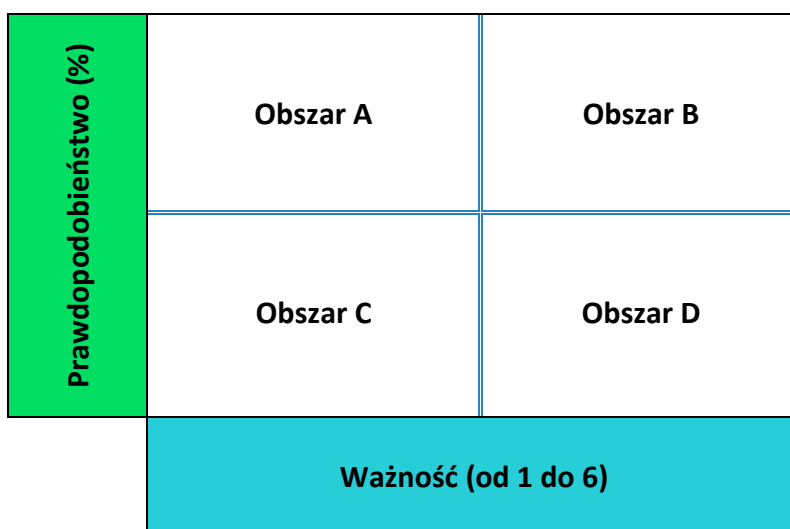 Prawdopodobieństwo (%)
Obszar A
Obszar B
Obszar C
Obszar D
Ważność (od 1 do 6)